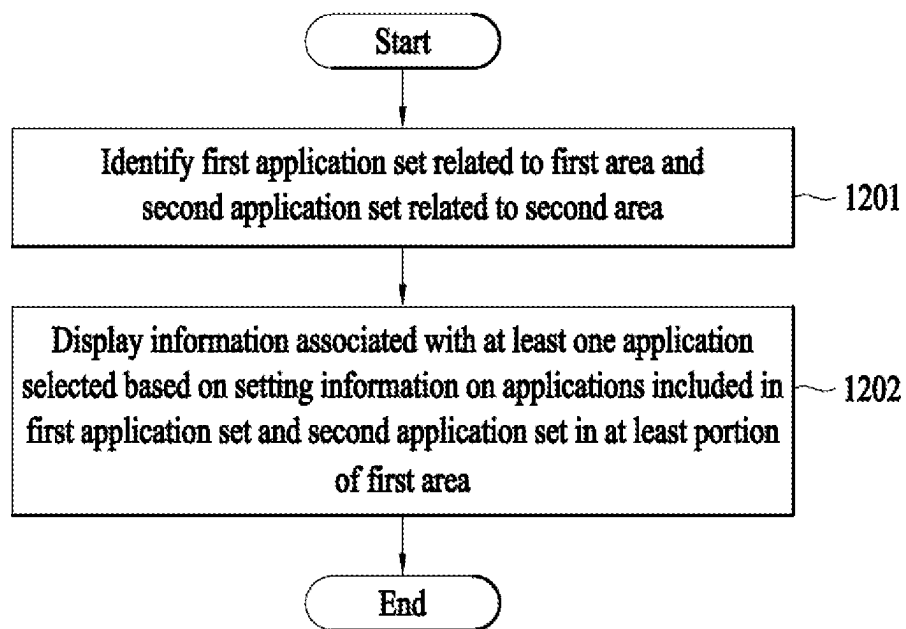 Start
Identify first application set related to first area and
second application set related to second area
1201
Display information associated with at least one application
selected based on setting information on applications included in
first application set and second application set in at least portion
of first area
1202
End